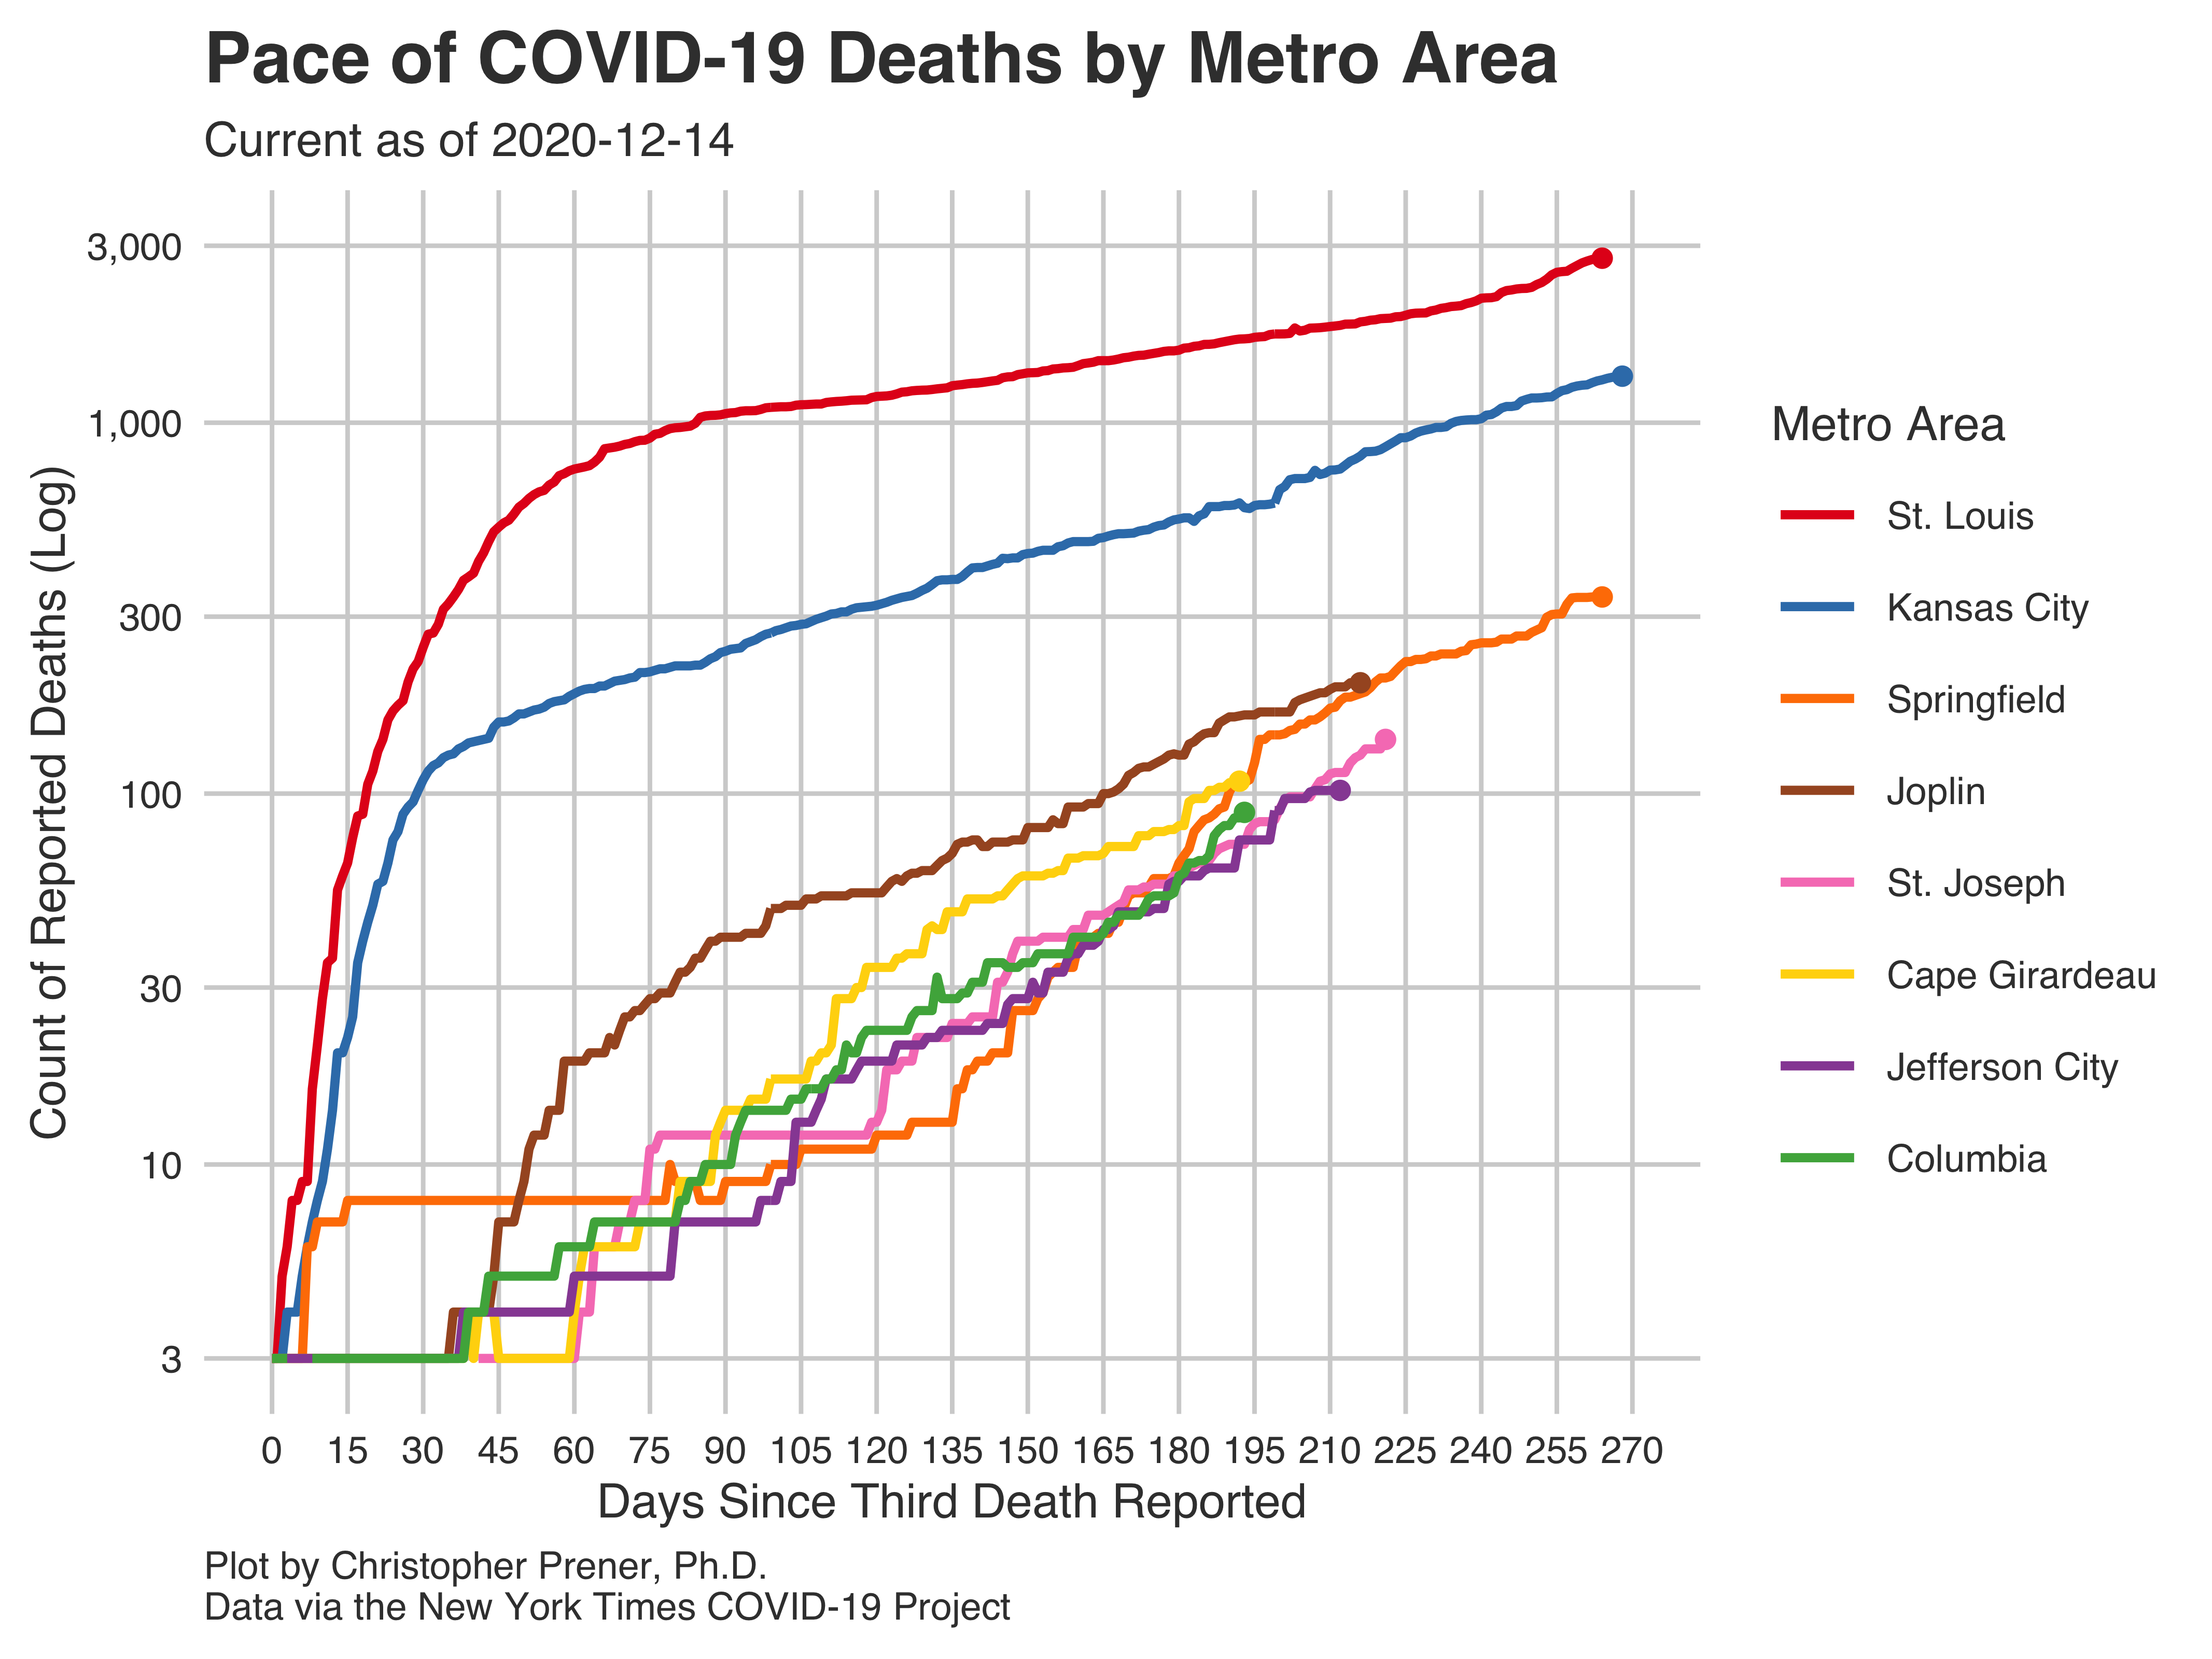 Pace of COVID-19 Deaths by Metro Area
Current as of 2020-12-14
Count of Reported Deaths (Log)
3,000
1,000
300
100
30
10
3
0 15 30 45 60 75 90 105 120 135 150 165 180 195 210 225 240 255 270
Days Since Third Death Reported
Metro Area
St. Louis
Kansas City
Springfield
Joplin
St. Joseph
Cape Girardeau
Jefferson City
Columbia
Plot by Christopher Prener, Ph.D.
Data via the New York Times COVID-19 Project